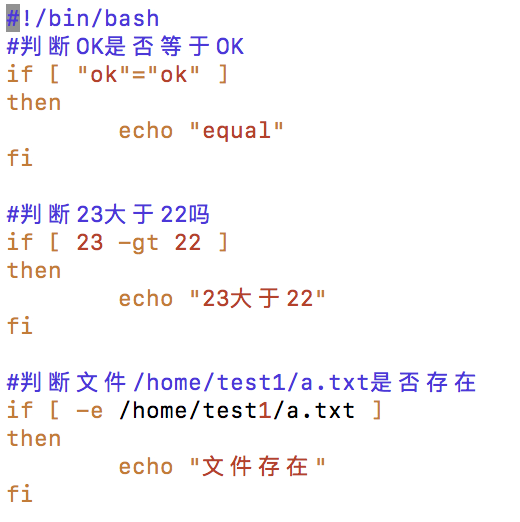 #!/bin/bash
#判断OK是否等于OK
if [ "ok"="ok" ]
then
        echo "equal"
fi

#判断23大于22吗
if [ 23 -gt 22 ]
then
        echo "23大于22"
fi

#判断文件/home/test1/a.txt是否存在
if [ -e /home/test1/a.txt ]
then
        echo "文件存在"
fi